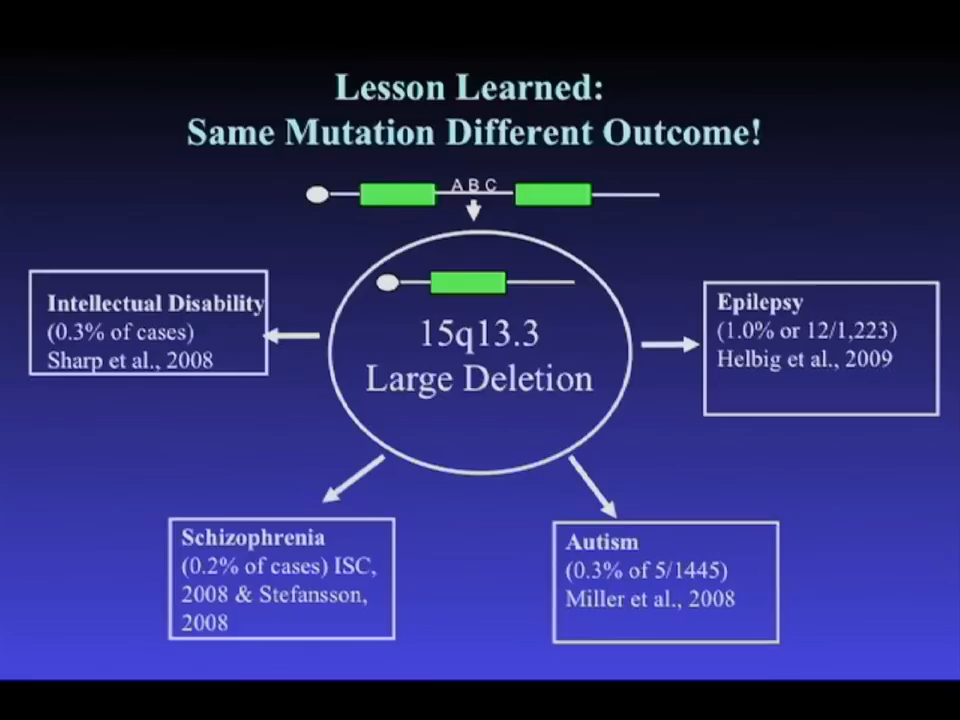 Lesson Learned:
Same Mutation Different Outcome!
A B C
15q13.3
Large Deletion
Intellectual Disability
(0.3% of cases)
Sharp et al., 2008
Epilepsy
(1.0% or 12/1,223)
Helbig et al., 2009
Schizophrenia
(0.2% of cases) ISC,
2008 & Stefansson,
2008
Autism
(0.3% of 5/1445)
Miller et al., 2008